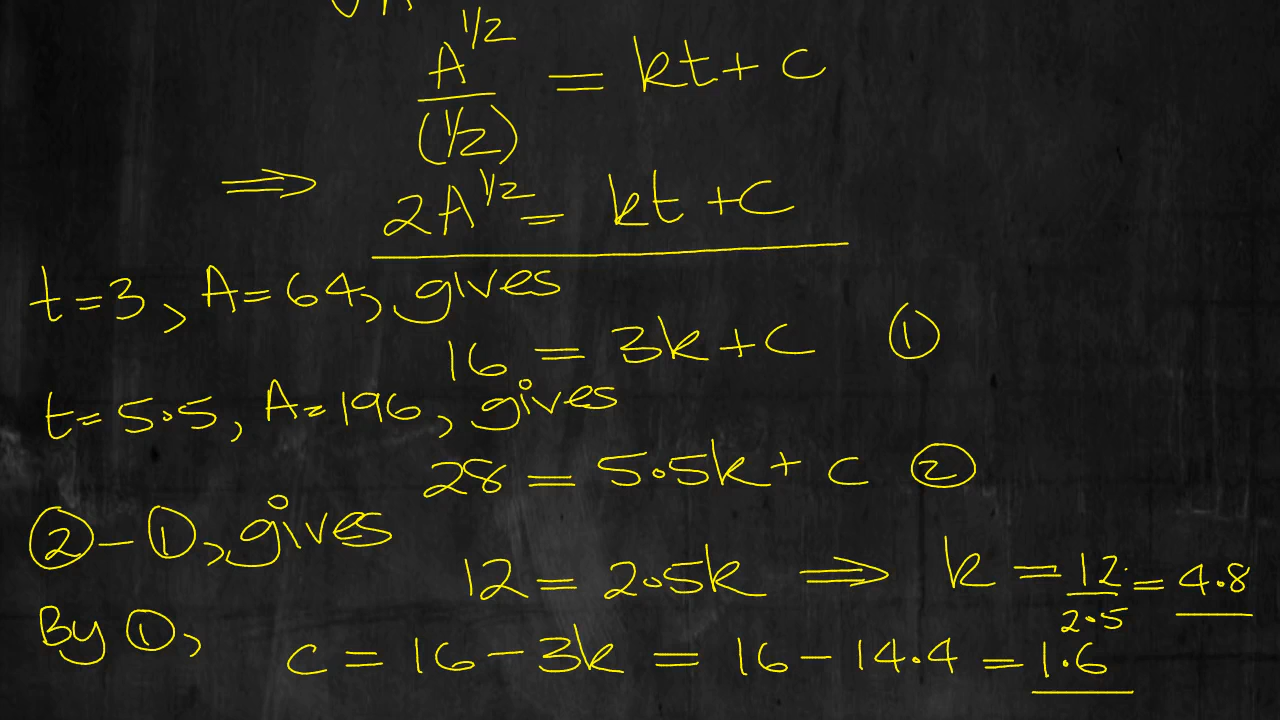 √A
A^1/2 / (1/2) = kt + c
⇒ 2A^1/2 = kt + c
t=3, A=64, gives
16 = 3k + c ①
t=5.5, A=196, gives
28 = 5.5k + c ②
② - ①, gives
12 = 2.5k ⇒ k = 12/2.5 = 4.8
By ①,
c = 16 - 3k = 16 - 14.4 = 1.6